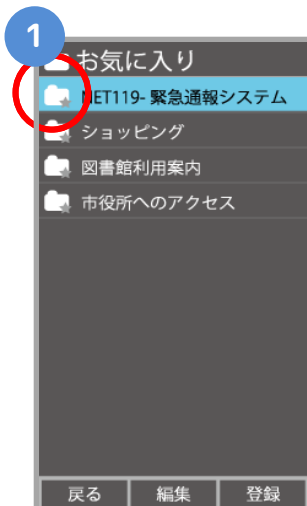 1
お気に入り
NET119- 緊急通報システム
ショッピング
図書館利用案内
市役所へのアクセス
戻る 編集 登録